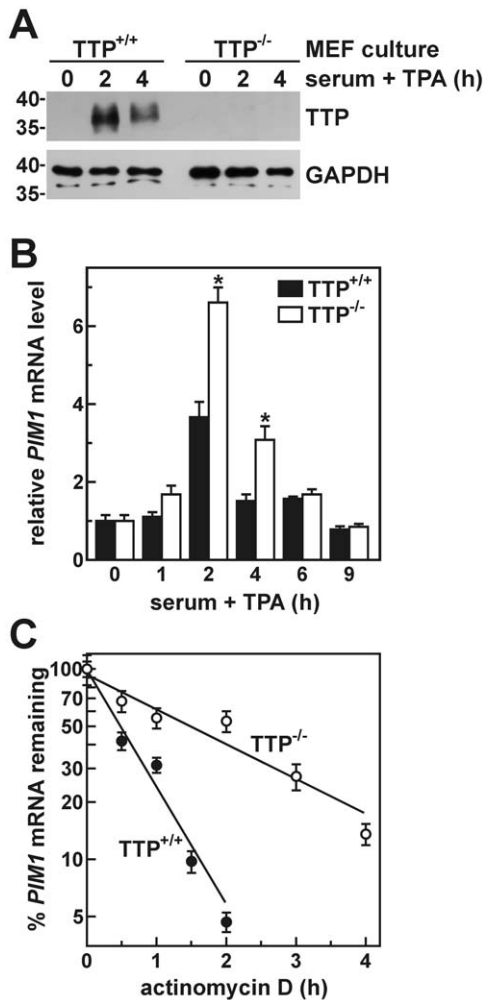 A
TTP+/+ TTP-/- MEF culture
0 2 4 0 2 4 serum + TPA (h)
40-
35-
TTP
40-
35-
GAPDH
B
relative PIM1 mRNA level
6
4
2
0
TTP+/+
TTP-/-
*
*
0 1 2 4 6 9
serum + TPA (h)
C
% PIM1 mRNA remaining
100
70
50
30
20
10
5
TTP-/-
TTP+/+
0 1 2 3 4
actinomycin D (h)